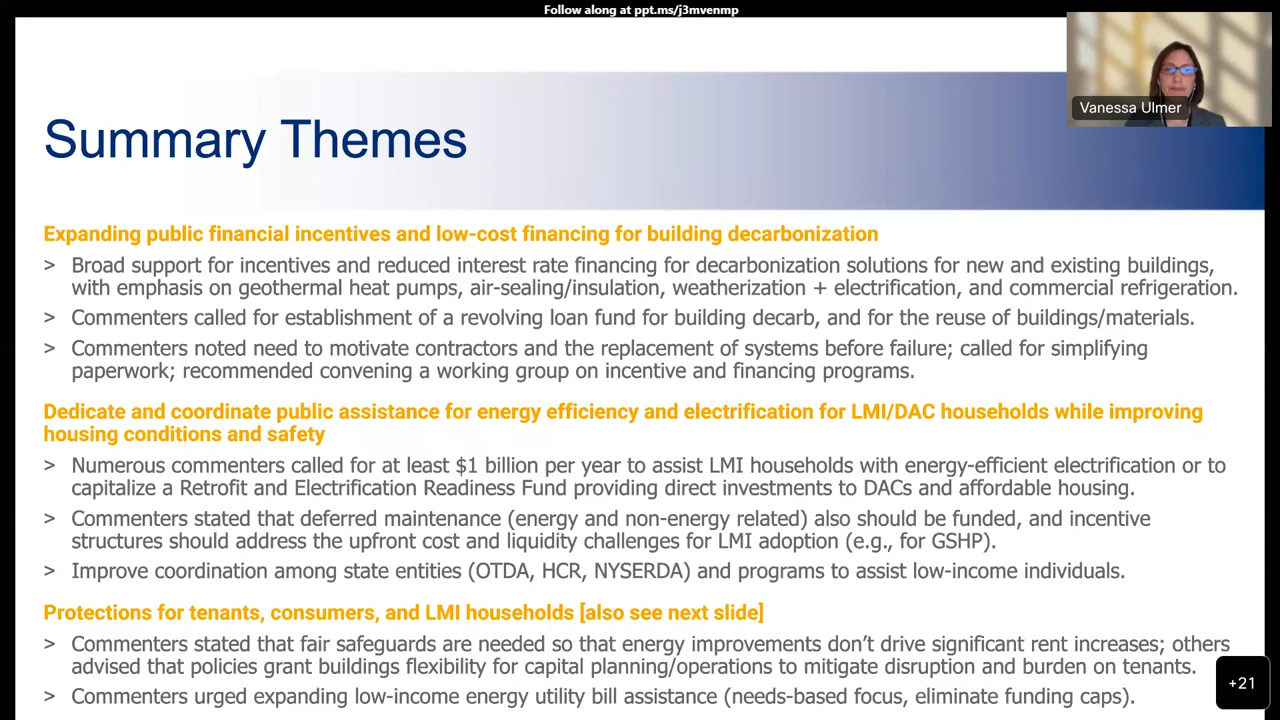 Follow along at ppt.ms/j3mvenmp
Vanessa Ulmer
Summary Themes
Expanding public financial incentives and low-cost financing for building decarbonization
> Broad support for incentives and reduced interest rate financing for decarbonization solutions for new and existing buildings,
with emphasis on geothermal heat pumps, air-sealing/insulation, weatherization + electrification, and commercial refrigeration.
> Commenters called for establishment of a revolving loan fund for building decarb, and for the reuse of buildings/materials.
> Commenters noted need to motivate contractors and the replacement of systems before failure; called for simplifying
paperwork; recommended convening a working group on incentive and financing programs.
Dedicate and coordinate public assistance for energy efficiency and electrification for LMI/DAC households while improving
housing conditions and safety
> Numerous commenters called for at least $1 billion per year to assist LMI households with energy-efficient electrification or to
capitalize a Retrofit and Electrification Readiness Fund providing direct investments to DACs and affordable housing.
> Commenters stated that deferred maintenance (energy and non-energy related) also should be funded, and incentive
structures should address the upfront cost and liquidity challenges for LMI adoption (e.g., for GSHP).
> Improve coordination among state entities (OTDA, HCR, NYSERDA) and programs to assist low-income individuals.
Protections for tenants, consumers, and LMI households [also see next slide]
> Commenters stated that fair safeguards are needed so that energy improvements don't drive significant rent increases; others
advised that policies grant buildings flexibility for capital planning/operations to mitigate disruption and burden on tenants.
> Commenters urged expanding low-income energy utility bill assistance (needs-based focus, eliminate funding caps).
+21